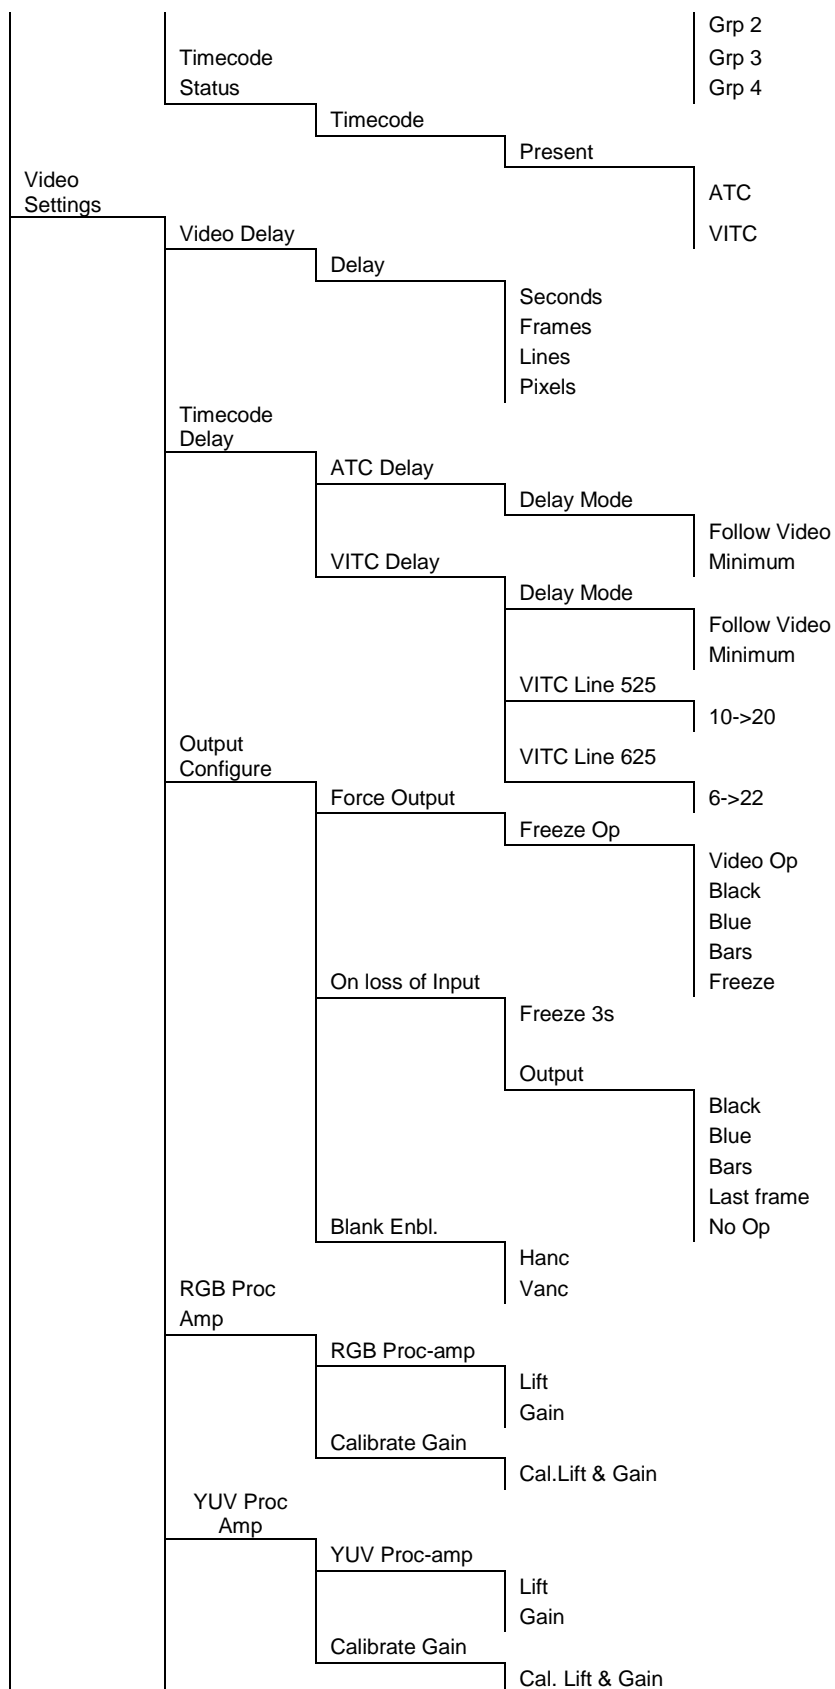 Grp 2
Timecode
Grp 3
Status
Grp 4
Timecode
Present
Video
Settings
ATC
Video Delay
VITC
Delay
Seconds
Frames
Lines
Pixels
Timecode
Delay
ATC Delay
Delay Mode
Follow Video
VITC Delay
Minimum
Delay Mode
Follow Video
Minimum
VITC Line 525
10->20
Output
Configure
VITC Line 625
Force Output
6->22
Freeze Op
Video Op
Black
Blue
Bars
On loss of Input
Freeze
Freeze 3s
Output
Black
Blue
Bars
Last frame
Blank Enbl.
No Op
Hanc
RGB Proc
Vanc
Amp
RGB Proc-amp
Lift
Gain
Calibrate Gain
Cal.Lift & Gain
YUV Proc
Amp
YUV Proc-amp
Lift
Gain
Calibrate Gain
Cal. Lift & Gain